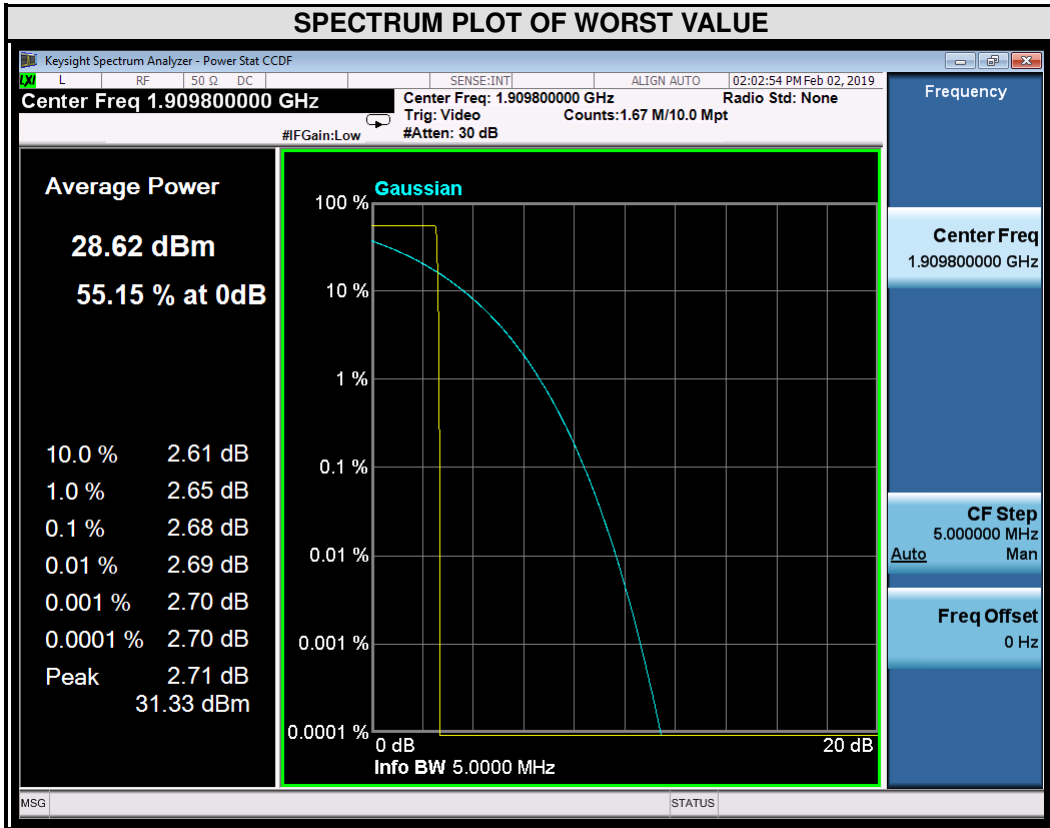 SPECTRUM PLOT OF WORST VALUE
Keysight Spectrum Analyzer - Power Stat CCDF
LXI L RF 50 Ω DC SENSE:INT ALIGN AUTO 02:02:54 PM Feb 02, 2019
Center Freq 1.909800000 GHz
#IFGain:Low
Center Freq: 1.909800000 GHz Radio Std: None
Trig: Video Counts:1.67 M/10.0 Mpt
#Atten: 30 dB
Average Power
28.62 dBm
55.15 % at 0dB
10.0 % 2.61 dB
1.0 % 2.65 dB
0.1 % 2.68 dB
0.01 % 2.69 dB
0.001 % 2.70 dB
0.0001 % 2.70 dB
Peak 2.71 dB
31.33 dBm
Gaussian
100 %
10 %
1 %
0.1 %
0.01 %
0.001 %
0.0001 %
0 dB 20 dB
Info BW 5.0000 MHz
Frequency
Center Freq
1.909800000 GHz
CF Step
5.000000 MHz
Auto Man
Freq Offset
0 Hz
MSG STATUS